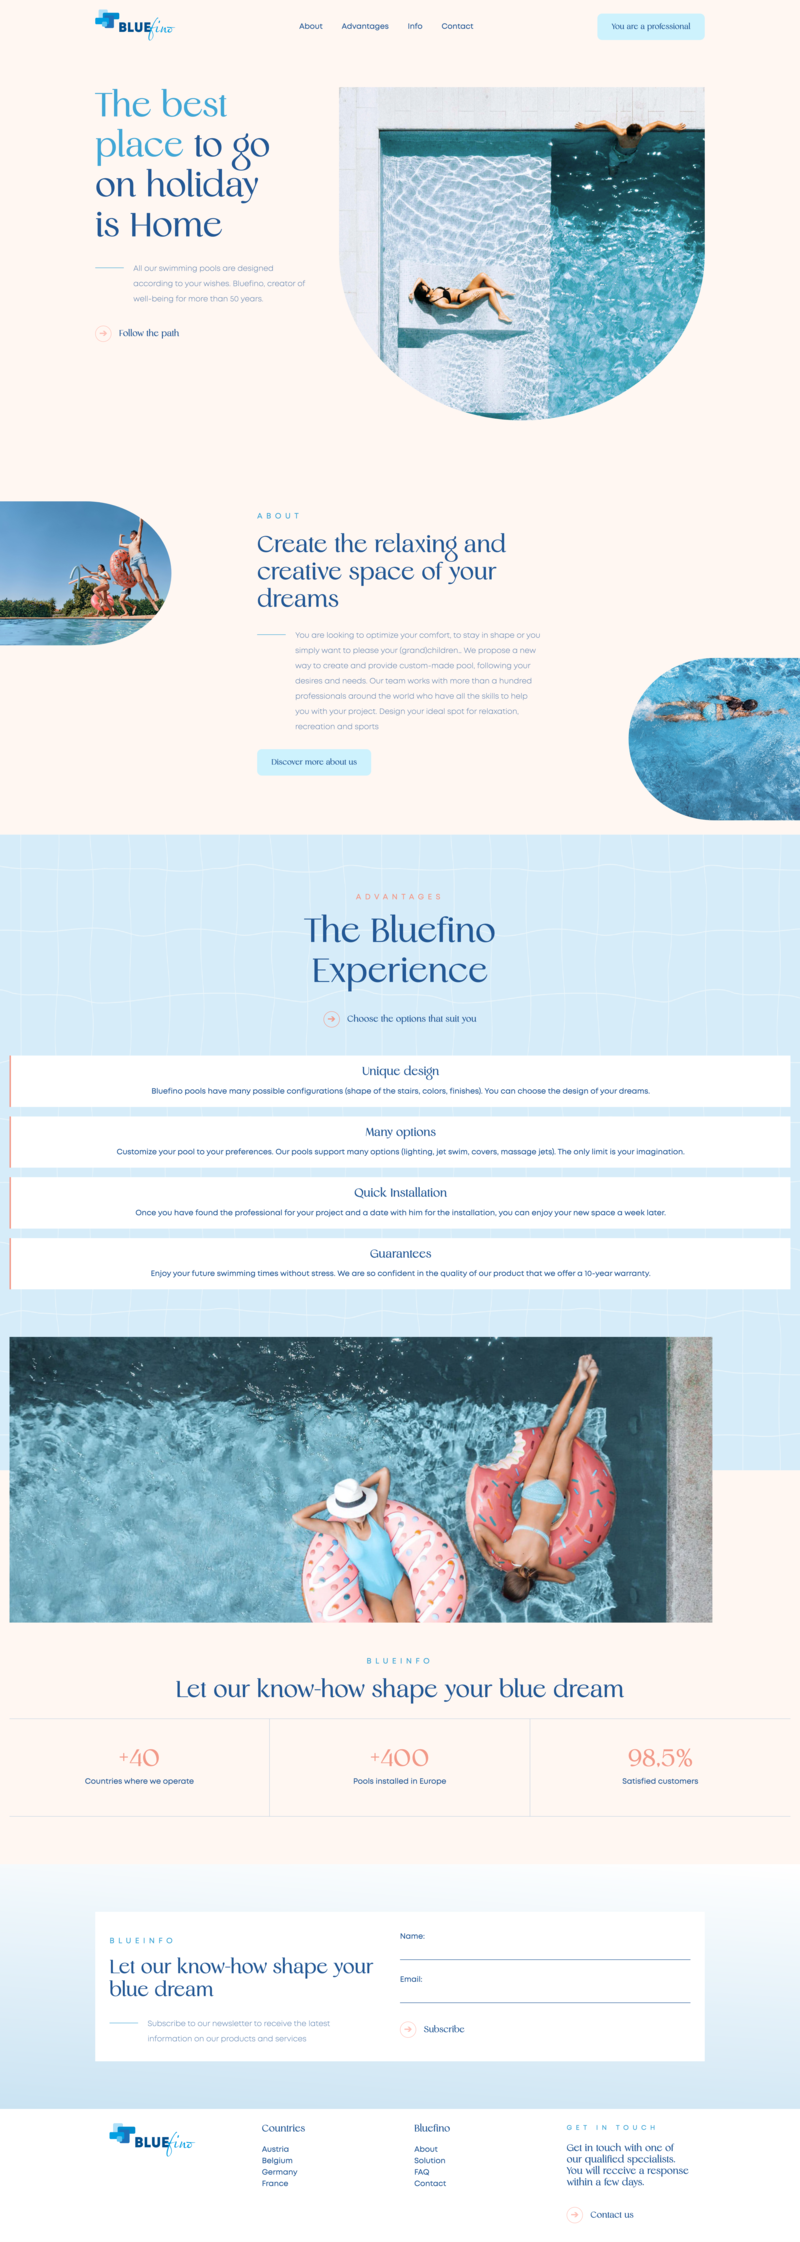 BLUEfino
About Advantages Info Contact
You are a professional
The best
place to go
on holiday
is Home
All our swimming pools are designed
according to your wishes. Bluefino, creator of
well-being for more than 50 years.
Follow the path
ABOUT
Create the relaxing and
creative space of your
dreams
You are looking to optimize your comfort, to stay in shape or you
simply want to please your (grand)children.. We propose a new
way to create and provide custom-made pool, following your
desires and needs. Our team works with more than a hundred
professionals around the world who have all the skills to help
you with your project. Design your ideal spot for relaxation,
recreation and sports
Discover more about us
ADVANTAGES
The Bluefino
Experience
Choose the options that suit you
Unique design
Bluefino pools have many possible configurations (shape of the stairs, colors, finishes). You can choose the design of your dreams.
Many options
Customize your pool to your preferences. Our pools support many options (lighting, jet swim, covers, massage jets). The only limit is your imagination.
Quick Installation
Once you have found the professional for your project and a date with him for the installation, you can enjoy your new space a week later.
Guarantees
Enjoy your future swimming times without stress. We are so confident in the quality of our product that we offer a 10-year warranty.
BLUEINFO
Let our know-how shape your blue dream
+40
Countries where we operate
+400
Pools installed in Europe
98,5%
Satisfied customers
BLUEINFO
Let our know-how shape your
blue dream
Subscribe to our newsletter to receive the latest
information on our products and services
Name:
Email:
Subscribe
BLUEfino
Countries
Austria
Belgium
Germany
France
Bluefino
About
Solution
FAQ
Contact
GET IN TOUCH
Get in touch with one of
our qualified specialists.
You will receive a response
within a few days.
Contact us